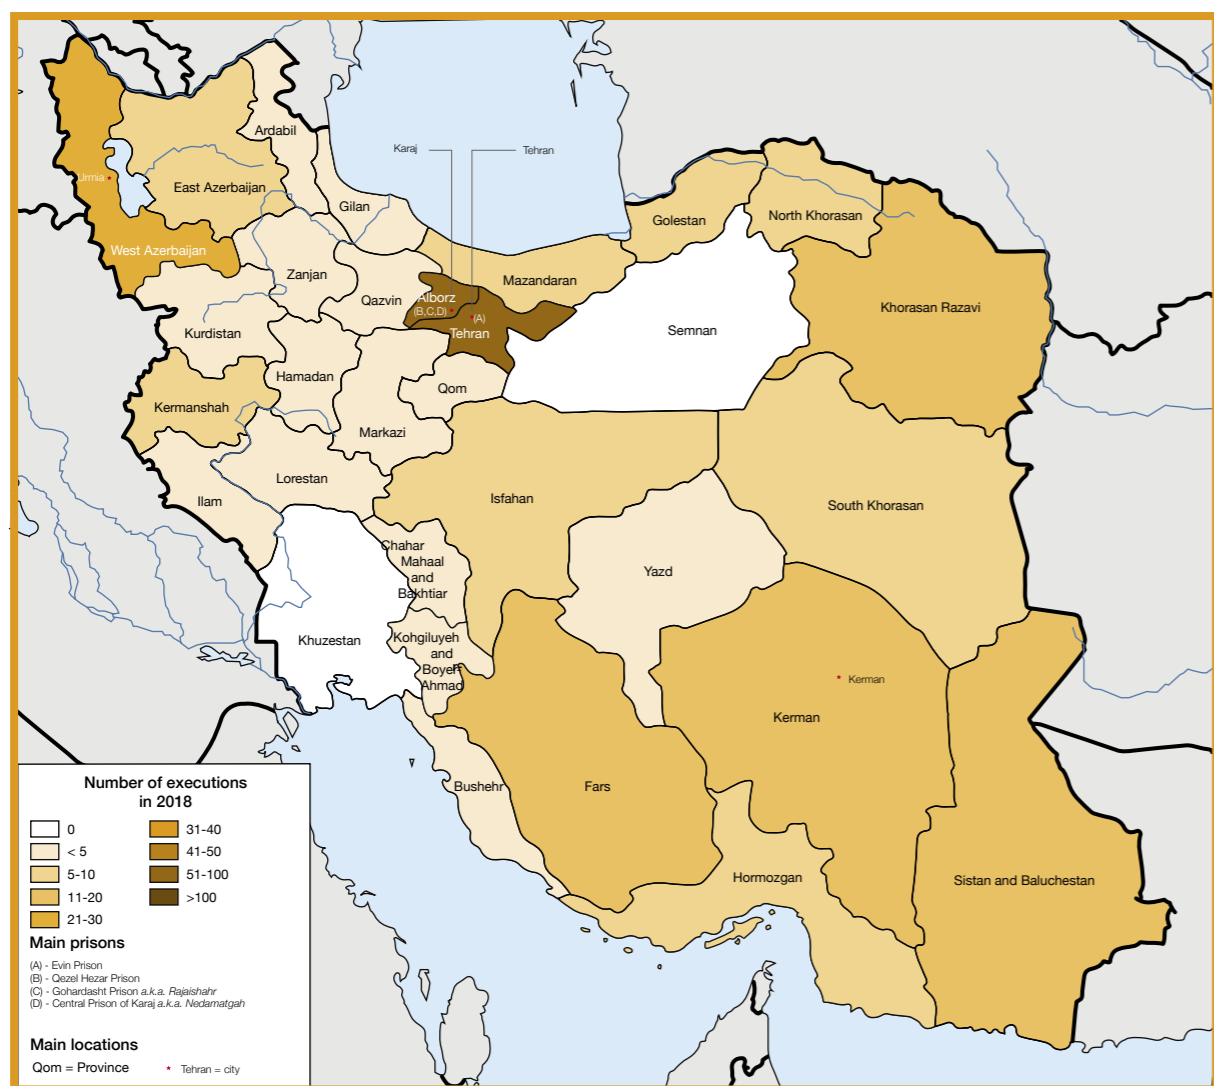 Ardabil
Karaj
Tehran
Urmia
East Azerbaijan
Gilan
Golestan
North Khorasan
West Azerbaijan
Zanjan
Mazandaran
Qazvin
Alborz
(B,C,D)
(A)
Tehran
Khorasan Razavi
Kurdistan
Semnan
Hamadan
Qom
Kermanshah
Markazi
Lorestan
Ilam
Isfahan
South Khorasan
Chahar
Mahaal
and
Bakhtiar
Yazd
Khuzestan
Kohgiluyeh
and
Boyer-
Ahmad
Kerman
Kerman
Bushehr
Fars
Hormozgan
Sistan and Baluchestan
Number of executions
in 2018
0
< 5
5-10
11-20
21-30
31-40
41-50
51-100
>100
Main prisons
(A) - Evin Prison
(B) - Qezel Hezar Prison
(C) - Gohardasht Prison a.k.a. Rajaishahr
(D) - Central Prison of Karaj a.k.a. Nedamatgah
Main locations
Qom = Province
* Tehran = city